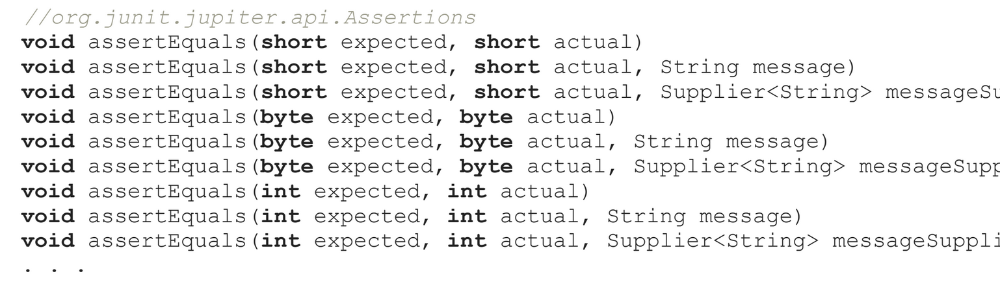 //org.junit.jupiter.api.Assertions
void assertEquals(short expected, short actual)
void assertEquals(short expected, short actual, String message)
void assertEquals(short expected, short actual, Supplier<String> messageSu
void assertEquals(byte expected, byte actual)
void assertEquals(byte expected, byte actual, String message)
void assertEquals(byte expected, byte actual, Supplier<String> messageSupp
void assertEquals(int expected, int actual)
void assertEquals(int expected, int actual, String message)
void assertEquals(int expected, int actual, Supplier<String> messageSuppli
. . .